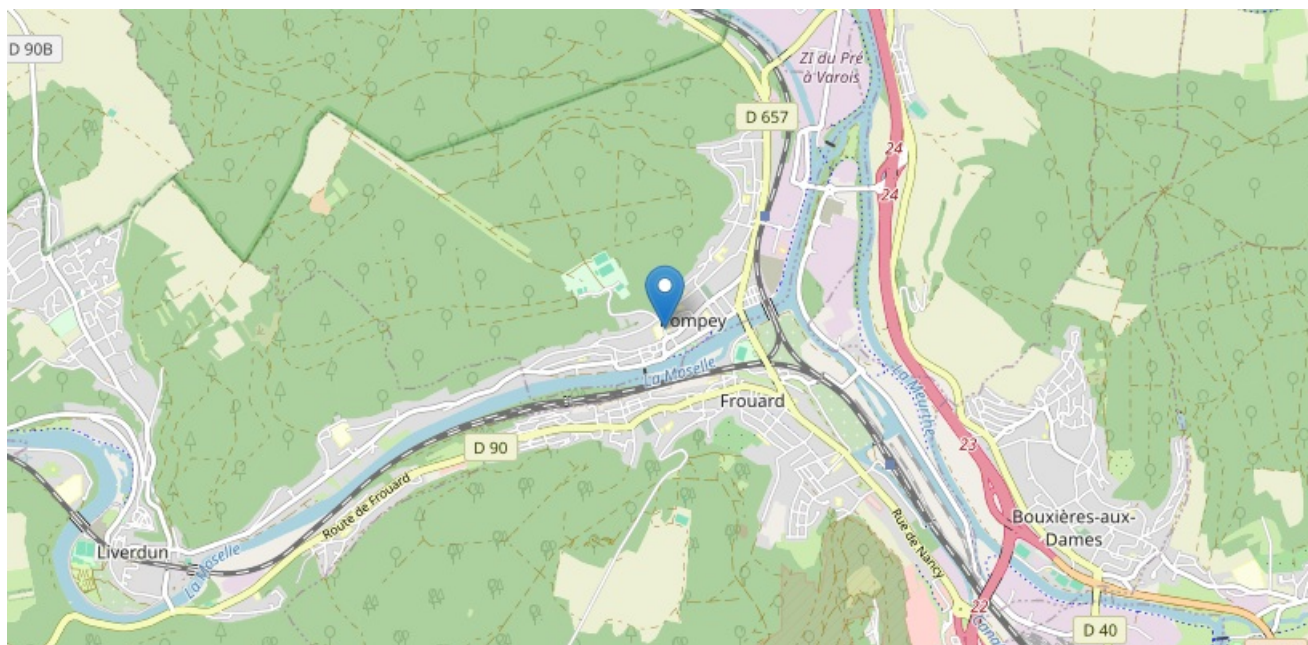 D 90B
ZI du Pré
à Varois
D 657
24
24
ompey
La Moselle
La Meurthe
Frouard
23
D 90
Route de Frouard
Rue de Nancy
Bouxières-aux-
Dames
Liverdun
La Moselle
22
D 40
Canal